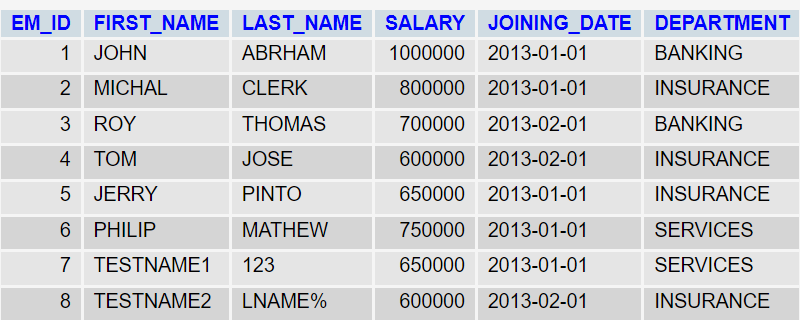 EM_ID FIRST_NAME LAST_NAME SALARY JOINING_DATE DEPARTMENT
1 JOHN ABRHAM 1000000 2013-01-01 BANKING
2 MICHAL CLERK 800000 2013-01-01 INSURANCE
3 ROY THOMAS 700000 2013-02-01 BANKING
4 TOM JOSE 600000 2013-02-01 INSURANCE
5 JERRY PINTO 650000 2013-01-01 INSURANCE
6 PHILIP MATHEW 750000 2013-01-01 SERVICES
7 TESTNAME1 123 650000 2013-01-01 SERVICES
8 TESTNAME2 LNAME% 600000 2013-02-01 INSURANCE